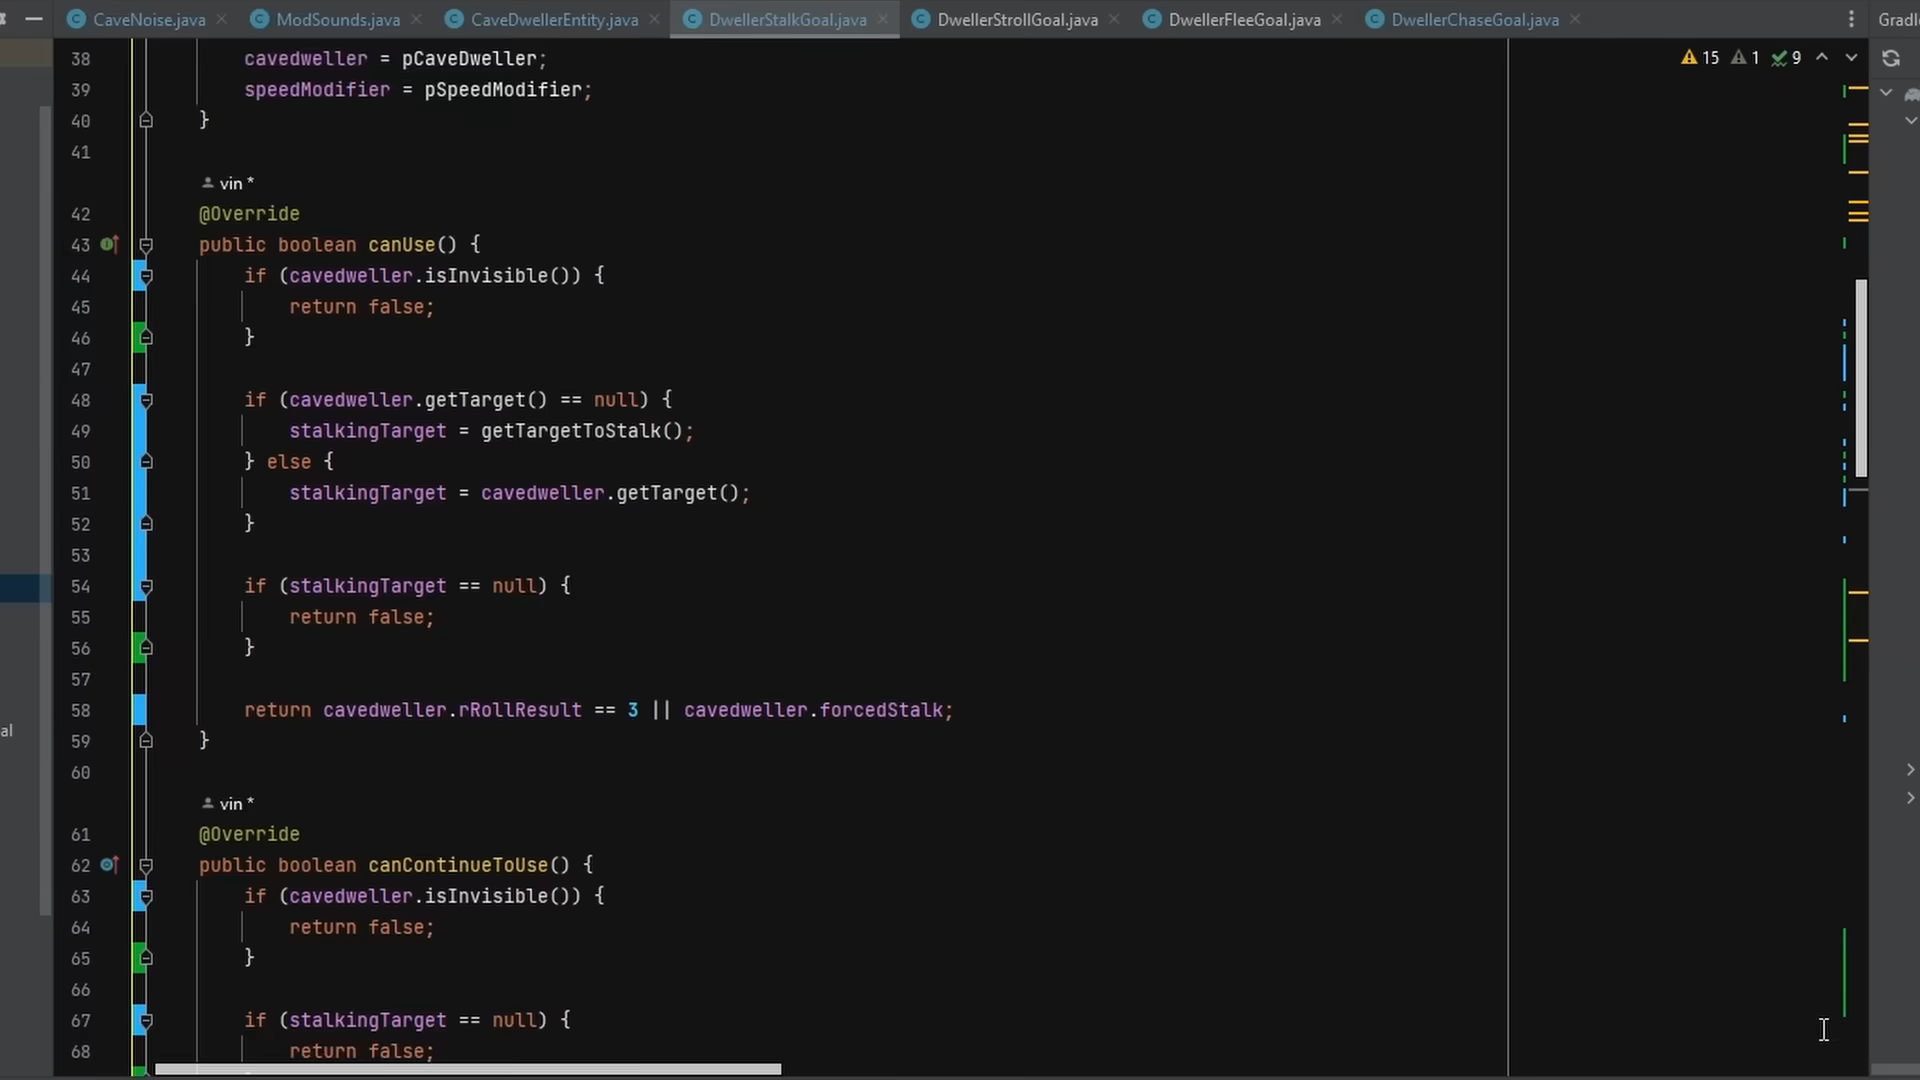 CaveNoise.java ModSounds.java CaveDwellerEntity.java DwellerStalkGoal.java DwellerStrollGoal.java DwellerFleeGoal.java DwellerChaseGoal.java Gradle
15 1 9
38 cavedweller = pCaveDweller;
39 speedModifier = pSpeedModifier;
40 }
41
vin *
42 @Override
43 public boolean canUse() {
44 if (cavedweller.isInvisible()) {
45 return false;
46 }
47
48 if (cavedweller.getTarget() == null) {
49 stalkingTarget = getTargetToStalk();
50 } else {
51 stalkingTarget = cavedweller.getTarget();
52 }
53
54 if (stalkingTarget == null) {
55 return false;
56 }
57
58 return cavedweller.rRollResult == 3 || cavedweller.forcedStalk;
al
59 }
60
vin *
61 @Override
62 public boolean canContinueToUse() {
63 if (cavedweller.isInvisible()) {
64 return false;
65 }
66
67 if (stalkingTarget == null) {
68 return false;